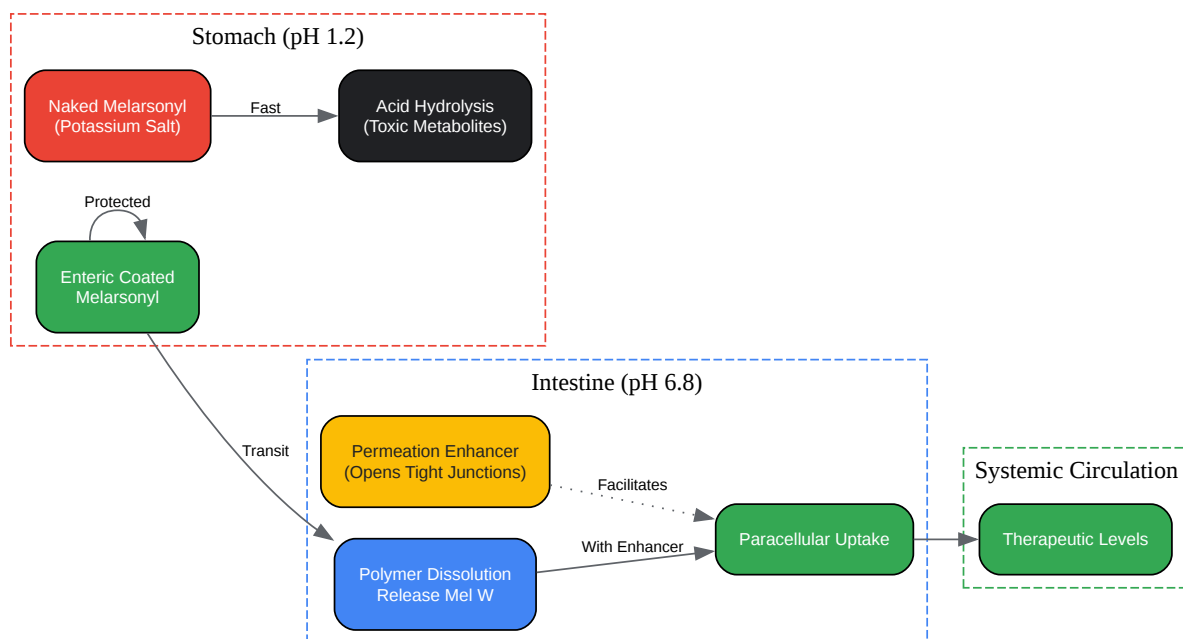 Stomach (pH 1.2)
Naked Melarsonyl
(Potassium Salt)
Fast
Acid Hydrolysis
(Toxic Metabolites)
Protected
Enteric Coated
Melarsonyl
Transit
Intestine (pH 6.8)
Permeation Enhancer
(Opens Tight Junctions)
Facilitates
Polymer Dissolution
Release Mel W
With Enhancer
Paracellular Uptake
Systemic Circulation
Therapeutic Levels